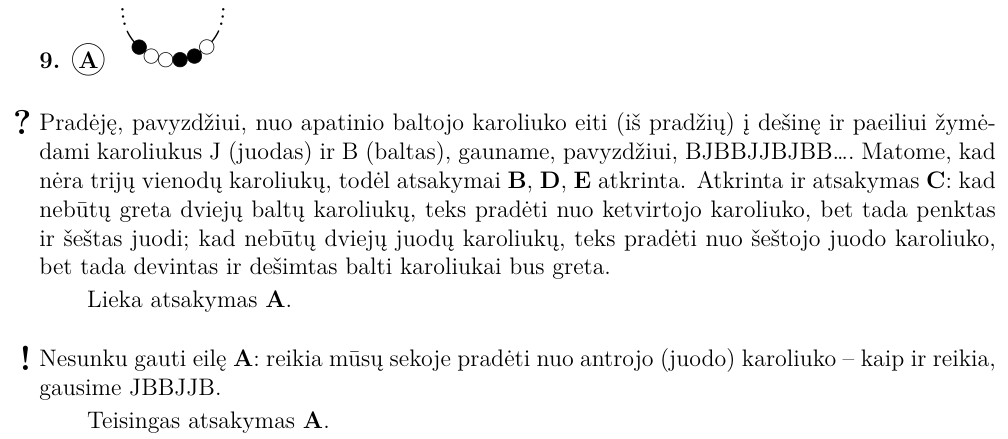 9. A
? Pradėję, pavyzdžiui, nuo apatinio baltojo karoliuko eiti (iš pradžių) į dešinę ir paeiliui žymė-
dami karoliukus J (juodas) ir B (baltas), gauname, pavyzdžiui, BJBBJJBJBB.... Matome, kad
nėra trijų vienodų karoliukų, todėl atsakymai B, D, E atkrinta. Atkrinta ir atsakymas C: kad
nebūtų greta dviejų baltų karoliukų, teks pradėti nuo ketvirtojo karoliuko, bet tada penktas
ir šeštas juodi; kad nebūtų dviejų juodų karoliukų, teks pradėti nuo šeštojo juodo karoliuko,
bet tada devintas ir dešimtas balti karoliukai bus greta.
Lieka atsakymas A.
! Nesunku gauti eilę A: reikia mūsų sekoje pradėti nuo antrojo (juodo) karoliuko – kaip ir reikia,
gausime JBBJJB.
Teisingas atsakymas A.